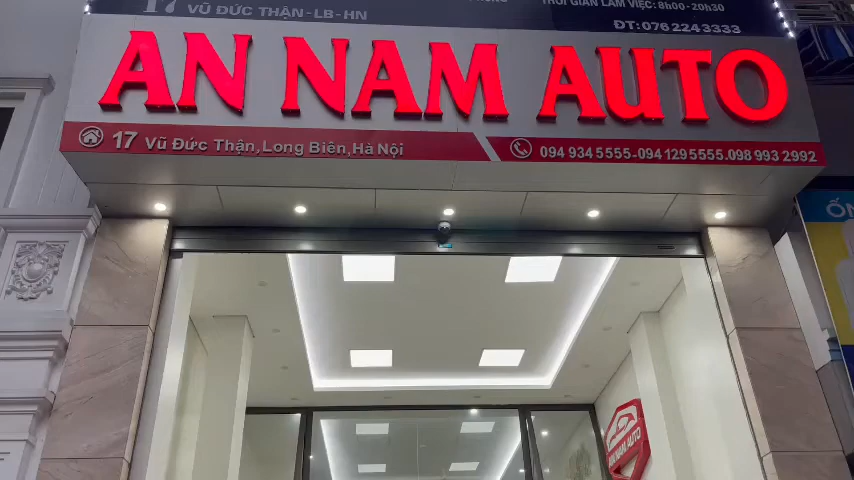 17 VŨ ĐỨC THẬN-LB-HN
THỜI GIAN LÀM VIỆC: 8h00 - 20h30
ĐT: 076 224 3333
AN NAM AUTO
17 Vũ Đức Thận,Long Biên,Hà Nội
094 934 5555-094 129 5555.098 993 2992
AN NAM AUTO